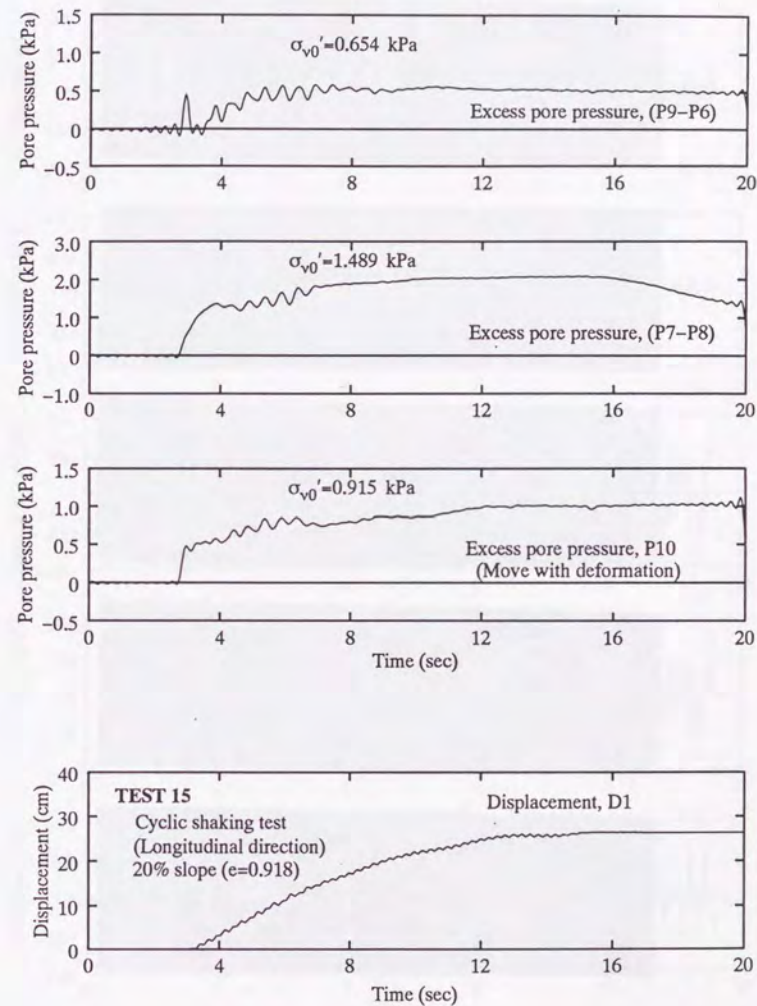 1.5
σv0'=0.654 kPa
1.0
0.5
Excess pore pressure, (P9–P6)
0
−0.5
Pore pressure (kPa)
0 4 8 12 16 20
3.0
σv0'=1.489 kPa
2.0
1.0
Excess pore pressure, (P7–P8)
0
−1.0
Pore pressure (kPa)
0 4 8 12 16 20
1.5
σv0'=0.915 kPa
1.0
0.5
Excess pore pressure, P10
(Move with deformation)
0
−0.5
Pore pressure (kPa)
0 4 8 12 16 20
Time (sec)
40
TEST 15
Displacement, D1
30
Cyclic shaking test
(Longitudinal direction)
20
20% slope (e=0.918)
10
0
Displacement (cm)
0 4 8 12 16 20
Time (sec)